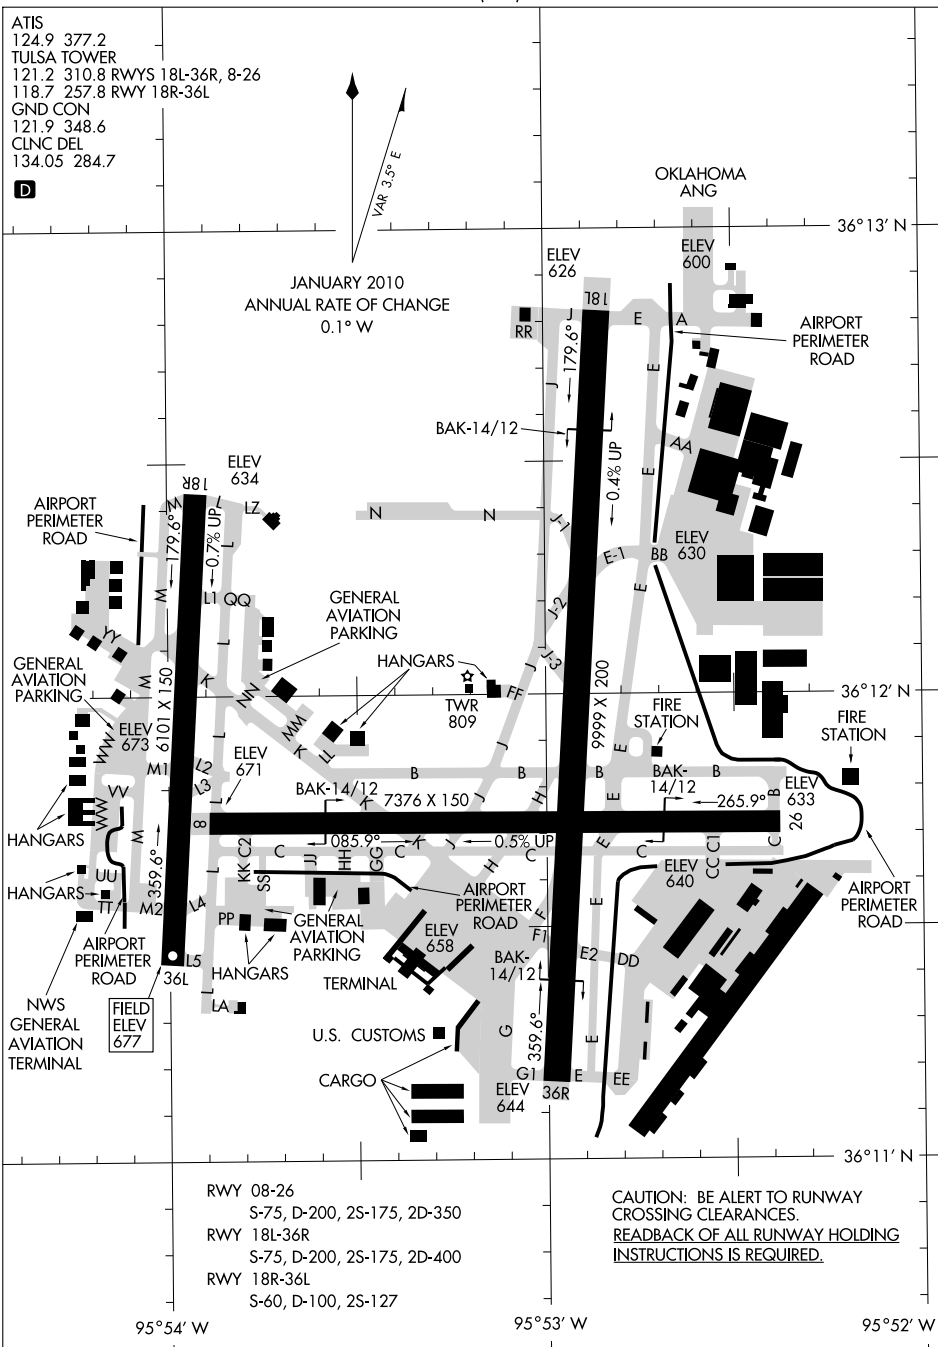 ATIS
124.9 377.2
TULSA TOWER
121.2 310.8 RWYS 18L-36R, 8-26
118.7 257.8 RWY 18R-36L
GND CON
121.9 348.6
CLNC DEL
134.05 284.7
D
VAR 3.5° E
JANUARY 2010
ANNUAL RATE OF CHANGE
0.1° W
OKLAHOMA
ANG
36°13' N
ELEV
626
ELEV
600
18L
J
E
A
RR
AIRPORT
PERIMETER
ROAD
179.6°
E
J
BAK-14/12
AA
0.4% UP
E
ELEV
634
18R
M
L
LZ
N
N
J-1
AIRPORT
PERIMETER
ROAD
179.6°
0.7% UP
L
E-1
BB
ELEV
630
E
M
L1
QQ
J-2
GENERAL
AVIATION
PARKING
YY
L
J-3
J
HANGARS
GENERAL
AVIATION
PARKING
M
K
NN
TWR
809
FF
36°12' N
6101 X 150
9999 X 200
MM
LL
K
FIRE
STATION
FIRE
STATION
ELEV
673
WW
L
J
E
M1
L2
L3
ELEV
671
B
B
B
B
B
BAK-14/12
BAK-
14/12
ELEV
633
VV
WW
L
K
J
H
E
HANGARS
M
8
7376 X 150
265.9°
26
085.9°
0.5% UP
359.6°
KK
C2
C
JJ
HH
GG
C
K
J
C
E
CC
C1
C
SS
H
UU
L
ELEV
640
HANGARS
TT
M2
L4
PP
GENERAL
AVIATION
PARKING
AIRPORT
PERIMETER
ROAD
F
E
AIRPORT
PERIMETER
ROAD
F1
ELEV
658
E2
DD
AIRPORT
PERIMETER
ROAD
L5
36L
HANGARS
TERMINAL
BAK-
14/12
NWS
GENERAL
AVIATION
TERMINAL
FIELD
ELEV
677
L
LA
U.S. CUSTOMS
G
359.6°
E
CARGO
G1
E
EE
ELEV
644
36R
36°11' N
RWY 08-26
S-75, D-200, 2S-175, 2D-350
RWY 18L-36R
S-75, D-200, 2S-175, 2D-400
RWY 18R-36L
S-60, D-100, 2S-127
CAUTION: BE ALERT TO RUNWAY
CROSSING CLEARANCES.
READBACK OF ALL RUNWAY HOLDING
INSTRUCTIONS IS REQUIRED.
95°54' W
95°53' W
95°52' W